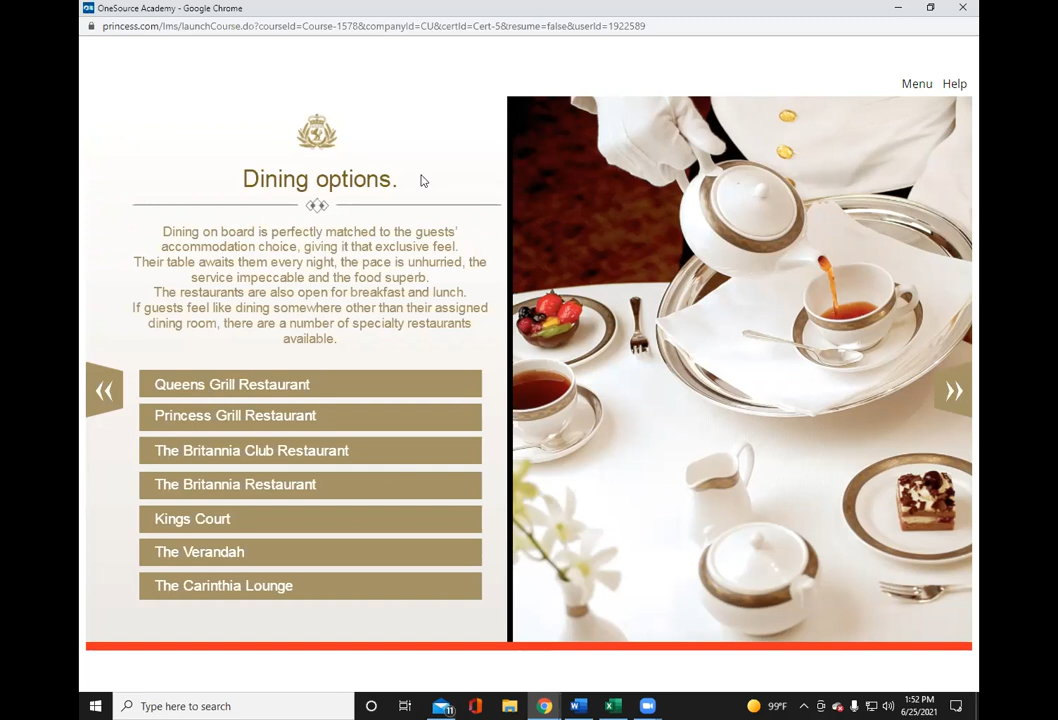 OneSource Academy - Google Chrome
princess.com/lms/launchCourse.do?courseId=Course-1578&companyId=CU&certId=Cert-5&resume=false&userId=1922589
Menu Help
Dining options.
Dining on board is perfectly matched to the guests'
accommodation choice, giving it that exclusive feel.
Their table awaits them every night, the pace is unhurried, the
service impeccable and the food superb.
The restaurants are also open for breakfast and lunch.
If guests feel like dining somewhere other than their assigned
dining room, there are a number of specialty restaurants
available.
Queens Grill Restaurant
Princess Grill Restaurant
The Britannia Club Restaurant
The Britannia Restaurant
Kings Court
The Verandah
The Carinthia Lounge
Type here to search
11
99°F
1:52 PM
6/25/2021